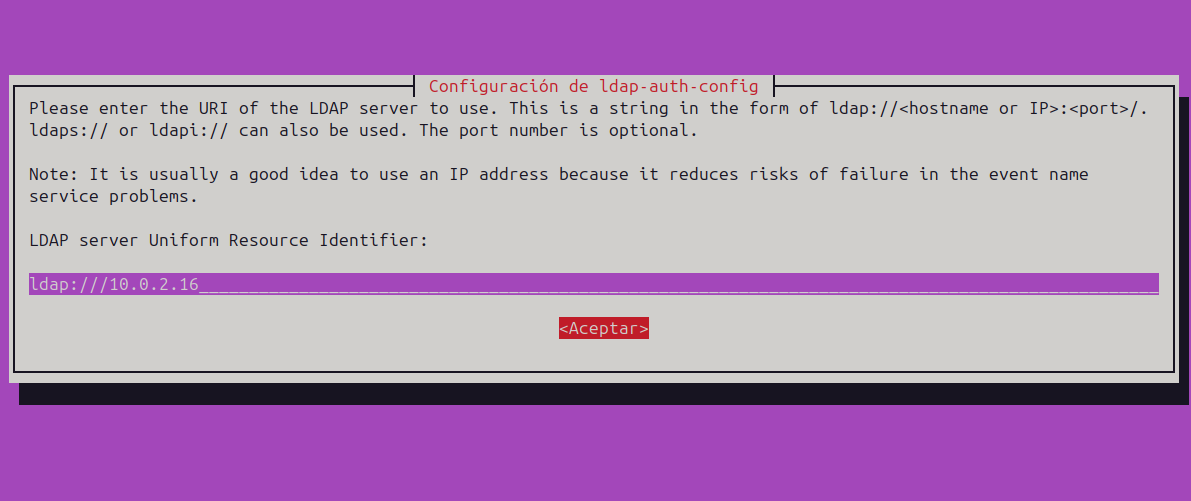 Configuración de ldap-auth-config
Please enter the URI of the LDAP server to use. This is a string in the form of ldap://<hostname or IP>:<port>/.
ldaps:// or ldapi:// can also be used. The port number is optional.
Note: It is usually a good idea to use an IP address because it reduces risks of failure in the event name
service problems.
LDAP server Uniform Resource Identifier:
ldap:///10.0.2.16
<Aceptar>